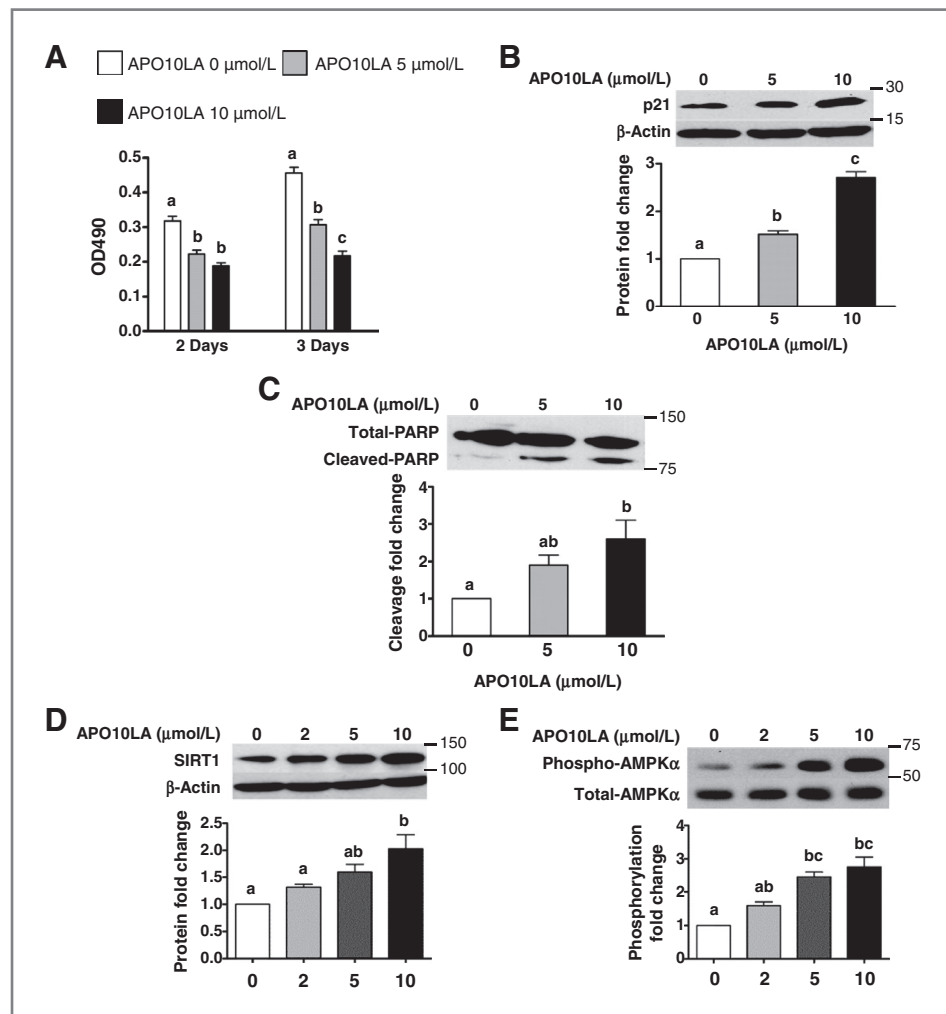 A
APO10LA 0 μmol/L APO10LA 5 μmol/L
APO10LA 10 μmol/L
OD490
0.5
0.4
0.3
0.2
0.1
0.0
a
b
b
a
b
c
2 Days 3 Days
B
APO10LA (μmol/L) 0 5 10
p21
β-Actin
30
15
Protein fold change
3
2
1
0
a
b
c
0 5 10
APO10LA (μmol/L)
C
APO10LA (μmol/L) 0 5 10
Total-PARP
Cleaved-PARP
150
75
Cleavage fold change
4
3
2
1
0
a
ab
b
0 5 10
APO10LA (μmol/L)
D
APO10LA (μmol/L) 0 2 5 10
SIRT1
β-Actin
150
100
Protein fold change
2.5
2.0
1.5
1.0
0.5
0.0
a
a
ab
b
0 2 5 10
E
APO10LA (μmol/L) 0 2 5 10
Phospho-AMPKα
Total-AMPKα
75
50
Phosphorylation
fold change
4
3
2
1
0
a
ab
bc
bc
0 2 5 10